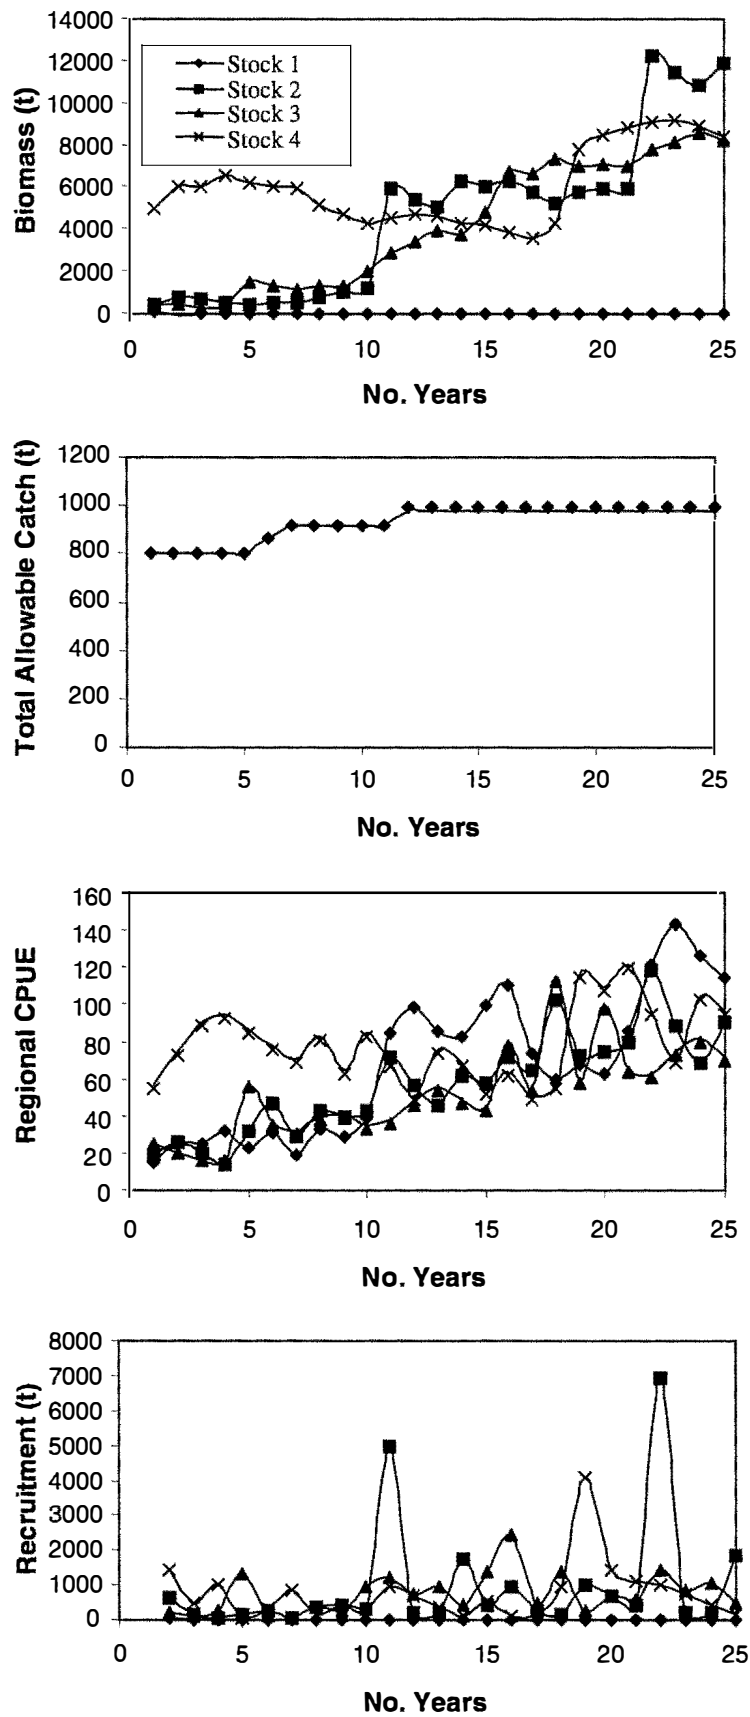 14000
12000
10000
8000
6000
4000
2000
0
Biomass (t)
Stock 1
Stock 2
Stock 3
Stock 4
0 5 10 15 20 25
No. Years
1200
1000
800
600
400
200
0
Total Allowable Catch (t)
0 5 10 15 20 25
No. Years
160
140
120
100
80
60
40
20
0
Regional CPUE
0 5 10 15 20 25
No. Years
8000
7000
6000
5000
4000
3000
2000
1000
0
Recruitment (t)
0 5 10 15 20 25
No. Years